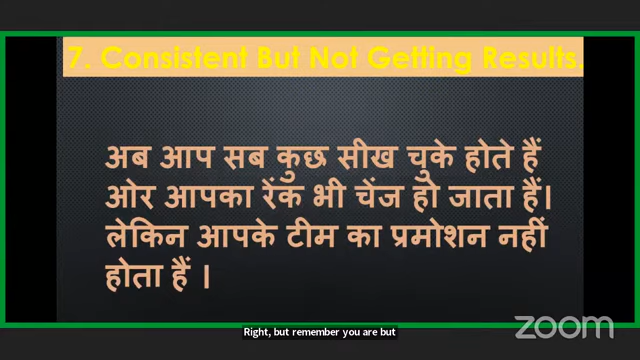 7. Consistent But Not Getting Results.
अब आप सब कुछ सीख चुके होते हैं
ओर आपका रेंक भी चेंज हो जाता हैं।
लेकिन आपके टीम का प्रमोशन नहीं
होता हैं ।
zoom
Right, but remember you are but